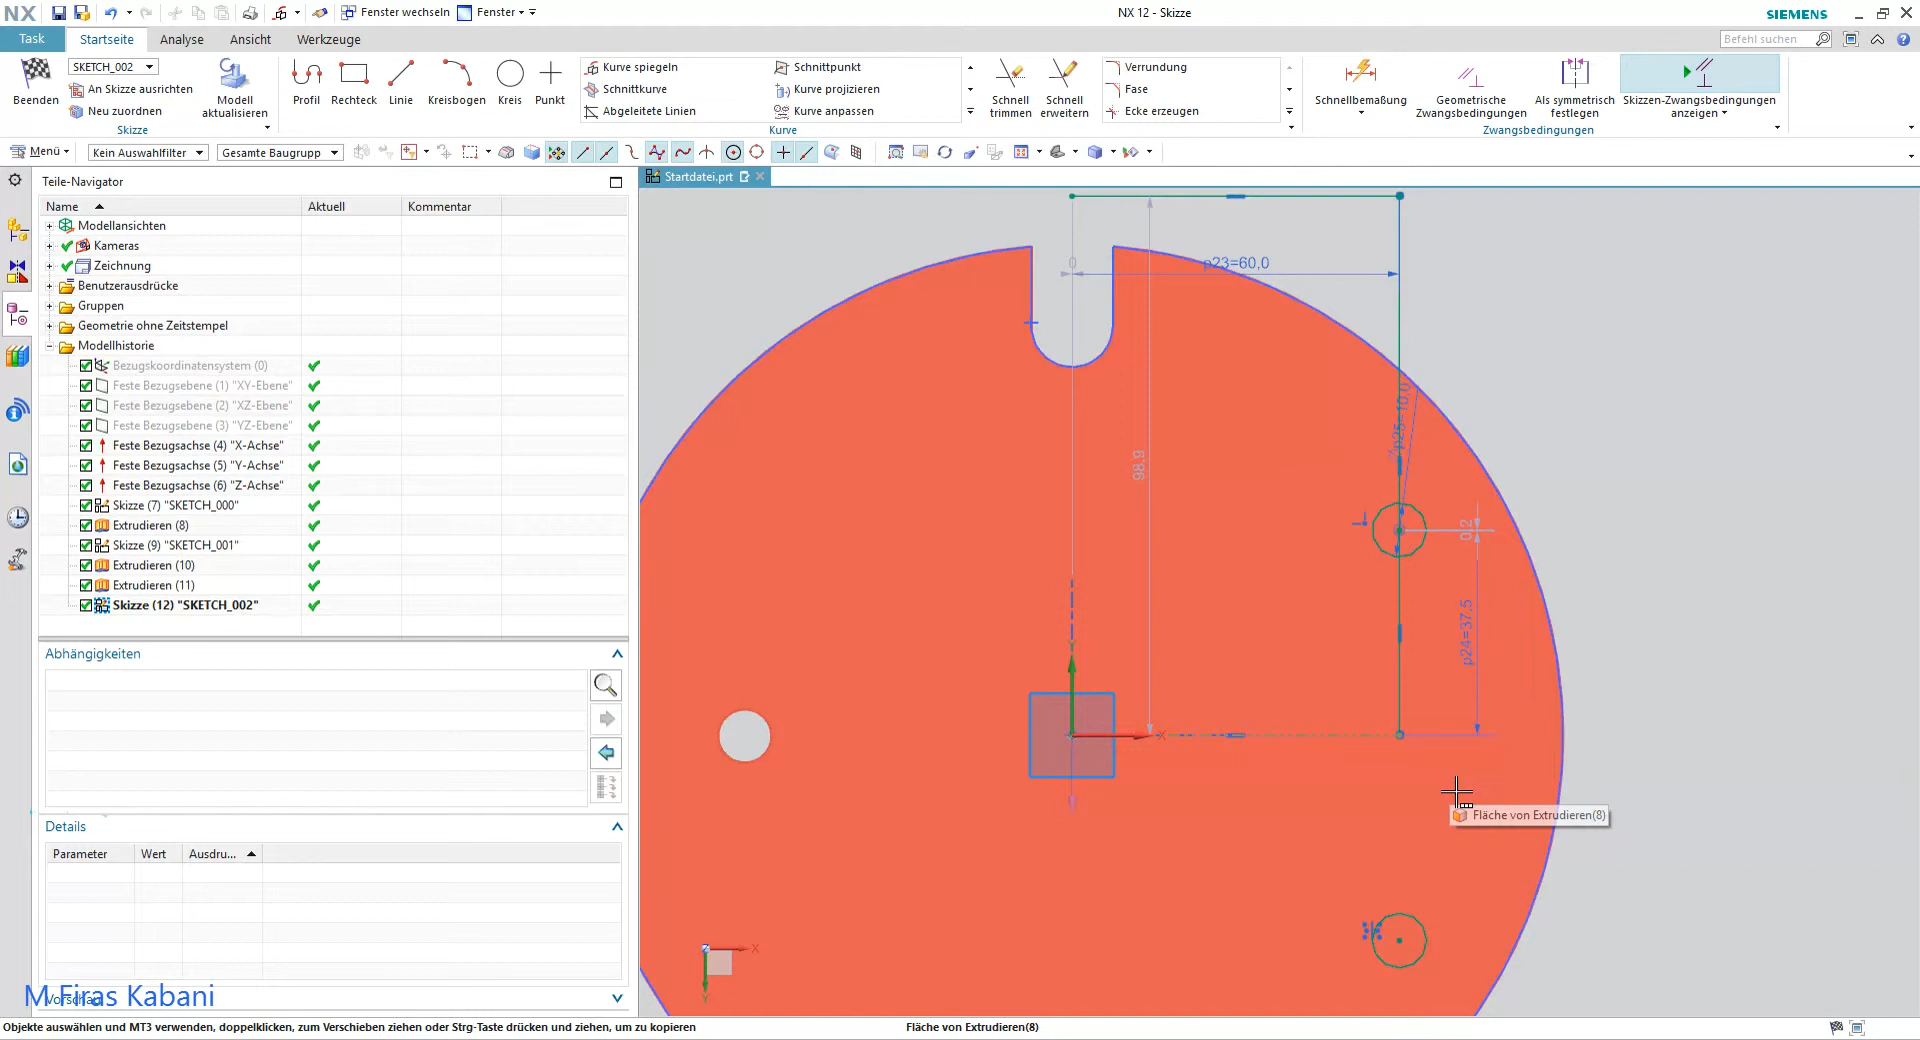 NX
Fenster wechseln
Fenster
NX 12 - Skizze
SIEMENS
Task
Startseite
Analyse
Ansicht
Werkzeuge
Befehl suchen
Beenden
SKETCH_002
An Skizze ausrichten
Neu zuordnen
Modell
aktualisieren
Skizze
Profil
Rechteck
Linie
Kreisbogen
Kreis
Punkt
Kurve spiegeln
Schnittkurve
Abgeleitete Linien
Schnittpunkt
Kurve projizieren
Kurve anpassen
Schnell
trimmen
Schnell
erweitern
Verrundung
Fase
Ecke erzeugen
Kurve
Schnellbemaßung
Geometrische
Zwangsbedingungen
Als symmetrisch
festlegen
Skizzen-Zwangsbedingungen
anzeigen
Zwangsbedingungen
Menü
Kein Auswahlfilter
Gesamte Baugrupp
Teile-Navigator
Startdatei.prt
Name
Aktuell
Kommentar
Modellansichten
Kameras
Zeichnung
Benutzerausdrücke
Gruppen
Geometrie ohne Zeitstempel
Modellhistorie
Bezugskoordinatensystem (0)
Feste Bezugsebene (1) "XY-Ebene"
Feste Bezugsebene (2) "XZ-Ebene"
Feste Bezugsebene (3) "YZ-Ebene"
Feste Bezugsachse (4) "X-Achse"
Feste Bezugsachse (5) "Y-Achse"
Feste Bezugsachse (6) "Z-Achse"
Skizze (7) "SKETCH_000"
Extrudieren (8)
Skizze (9) "SKETCH_001"
Extrudieren (10)
Extrudieren (11)
Skizze (12) "SKETCH_002"
Abhängigkeiten
Details
Parameter
Wert
Ausdru...
M.Firas Kabani
0
p23=60,0
98.9
p25=10,0
0.2
p24=37.5
X
Fläche von Extrudieren(8)
X
Y
Z
Objekte auswählen und MT3 verwenden, doppelklicken, zum Verschieben ziehen oder Strg-Taste drücken und ziehen, um zu kopieren
Fläche von Extrudieren(8)